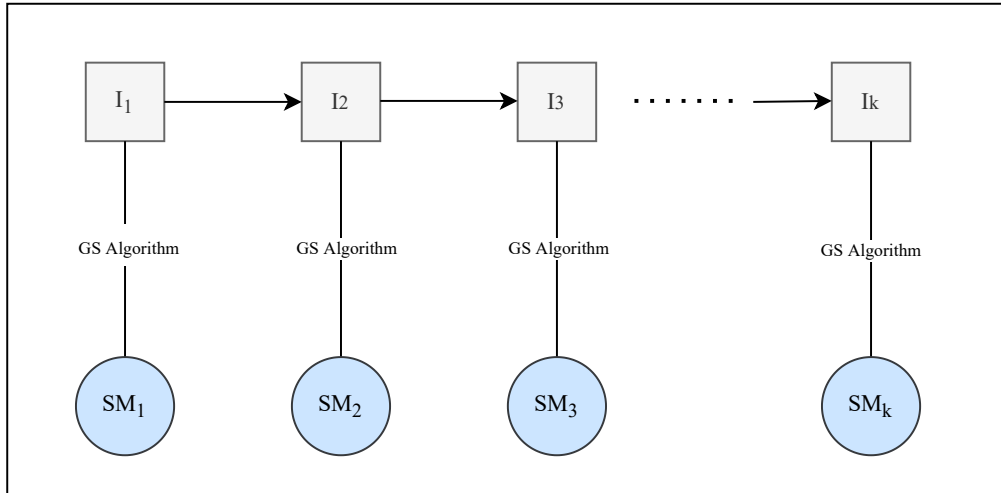 I₁ I2 I3 ....... Ik
GS Algorithm GS Algorithm GS Algorithm GS Algorithm
SM₁ SM₂ SM₃ SMₖ